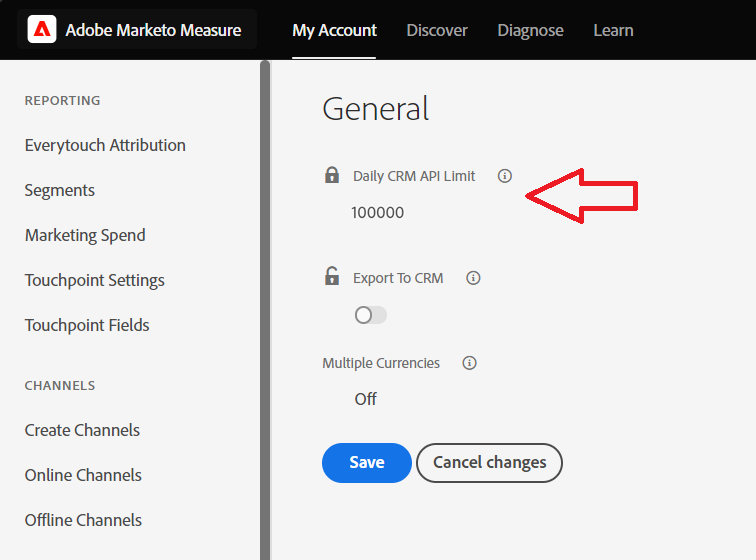 Adobe Marketo Measure
My Account
Discover
Diagnose
Learn
REPORTING
Everytouch Attribution
Segments
Marketing Spend
Touchpoint Settings
Touchpoint Fields
CHANNELS
Create Channels
Online Channels
Offline Channels
General
Daily CRM API Limit
100000
Export To CRM
Multiple Currencies
Off
Save
Cancel changes